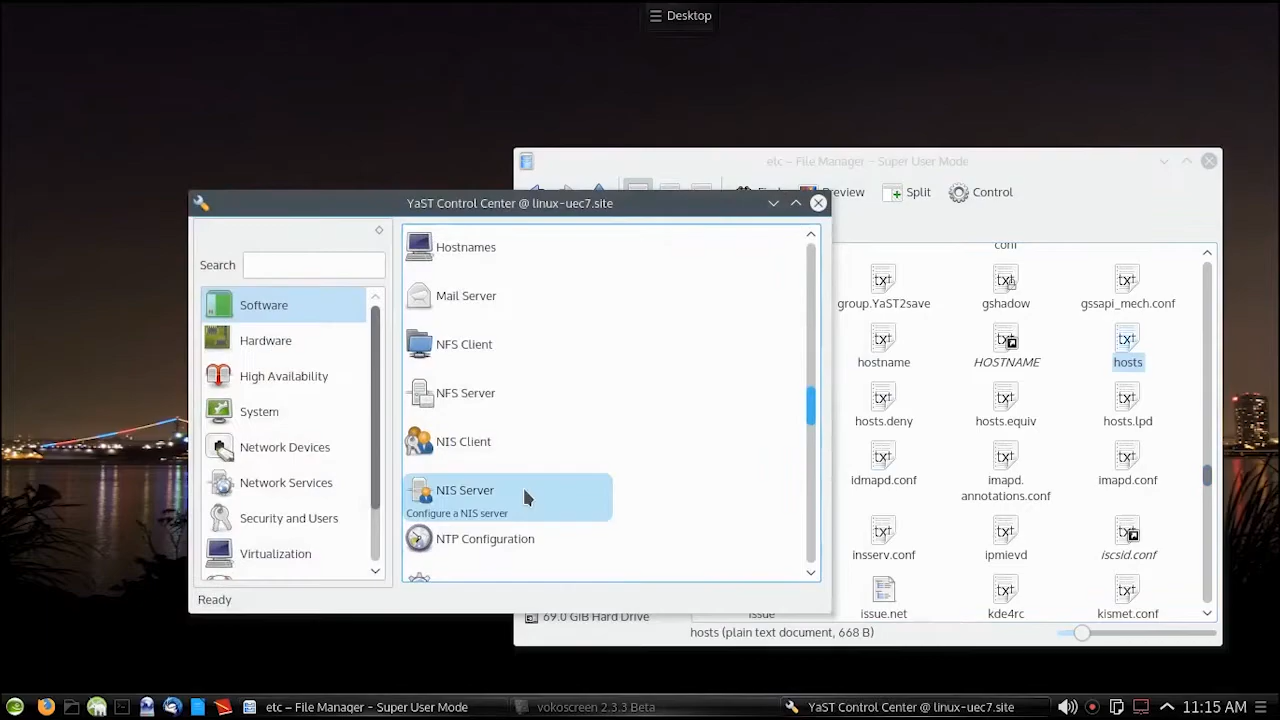 Desktop
etc – File Manager – Super User Mode
Preview
Split
Control
YaST Control Center @ linux-uec7.site
Search
Software
Hardware
High Availability
System
Network Devices
Network Services
Security and Users
Virtualization
Ready
Hostnames
Mail Server
NFS Client
NFS Server
NIS Client
NIS Server
Configure a NIS server
NTP Configuration
conf
group.YaST2save
gshadow
gssapi_mech.conf
hostname
HOSTNAME
hosts
hosts.deny
hosts.equiv
hosts.lpd
idmapd.conf
imapd.
annotations.conf
imapd.conf
insserv.conf
ipmievd
iscsid.conf
issue
issue.net
kde4rc
kismet.conf
69.0 GiB Hard Drive
hosts (plain text document, 668 B)
etc – File Manager – Super User Mode
vokoscreen 2.3.3 Beta
YaST Control Center @ linux-uec7.site
11:15 AM